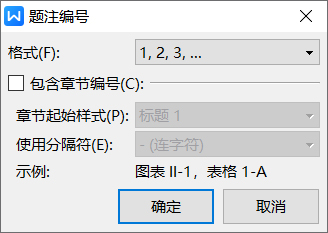 题注编号
格式(F): 1, 2, 3, ...
包含章节编号(C):
章节起始样式(P): 标题 1
使用分隔符(E): - (连字符)
示例: 图表 II-1，表格 1-A
确定 取消